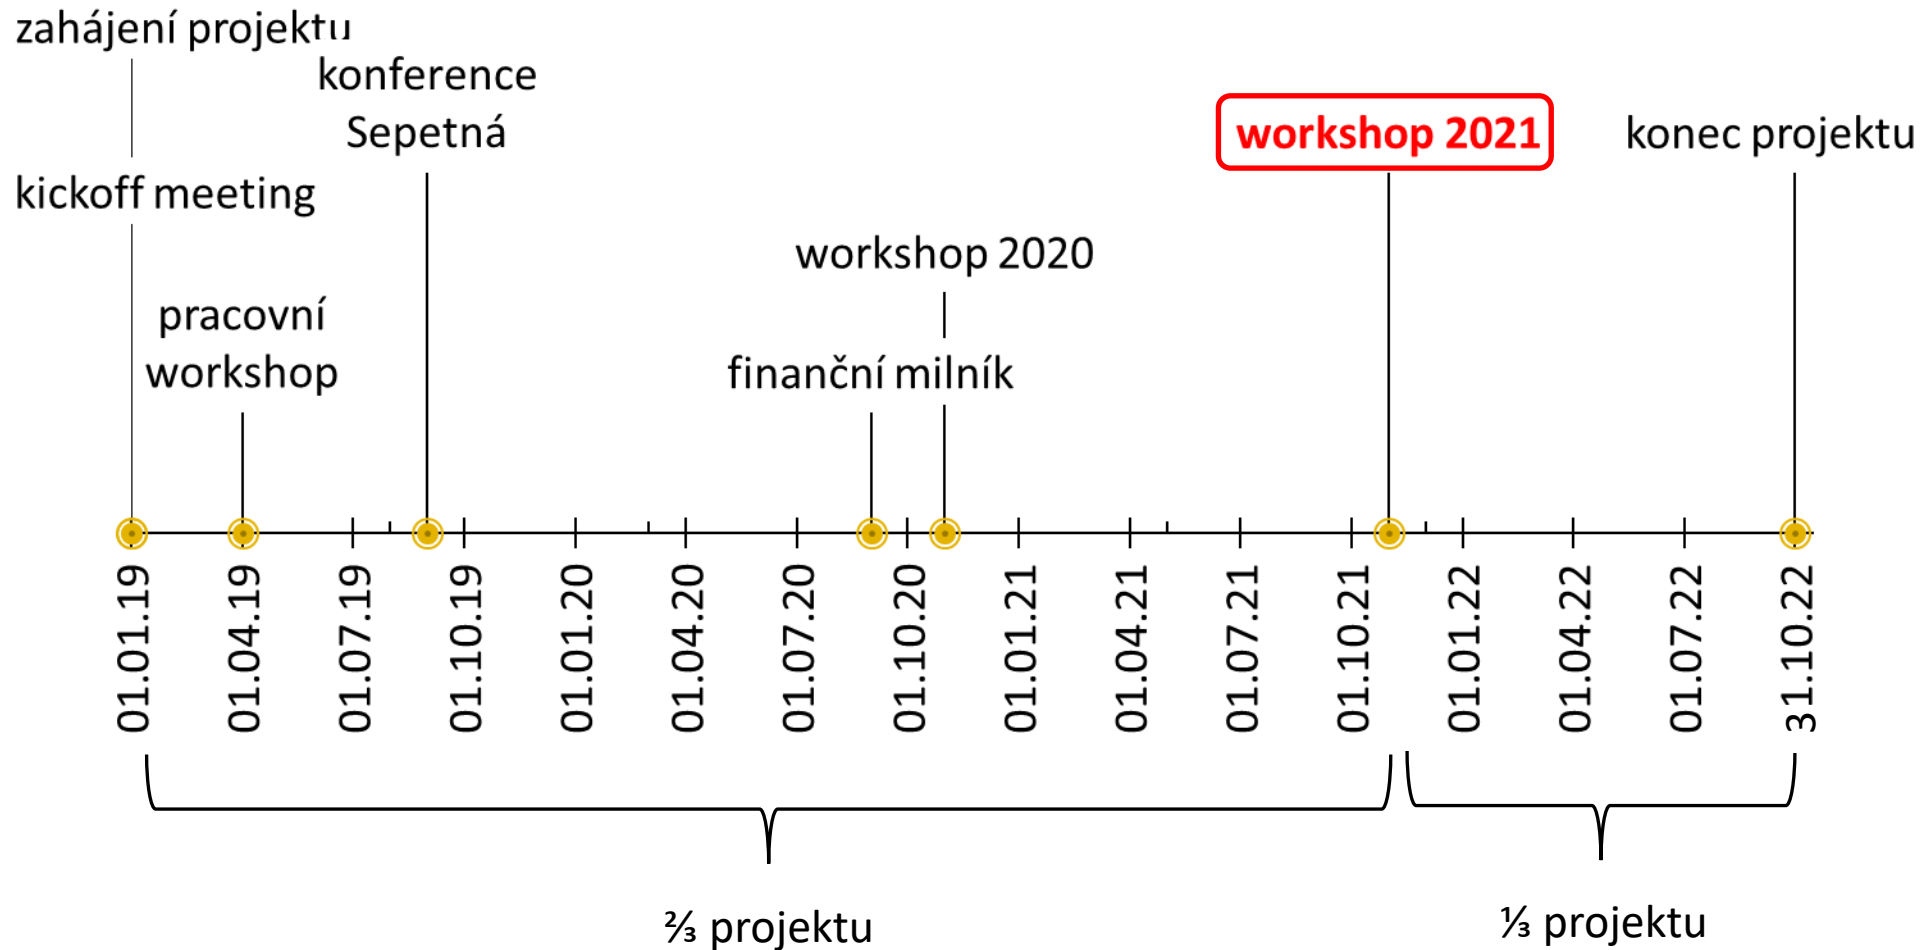 zahájení projektu
konference
Sepetná
workshop 2021
konec projektu
kickoff meeting
workshop 2020
pracovní
workshop
finanční milník
01.01.19
01.04.19
01.07.19
01.10.19
01.01.20
01.04.20
01.07.20
01.10.20
01.01.21
01.04.21
01.07.21
01.10.21
01.01.22
01.04.22
01.07.22
31.10.22
⅔ projektu
⅓ projektu